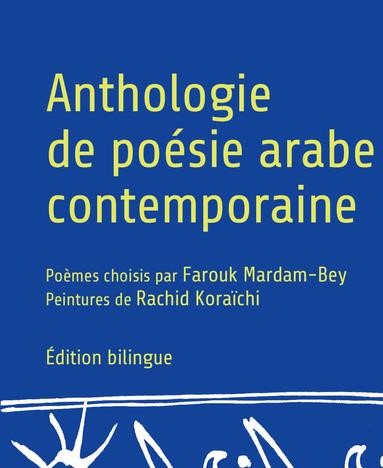 Anthologie
de poésie arabe
contemporaine
Poèmes choisis par Farouk Mardam-Bey
Peintures de Rachid Koraïchi
Édition bilingue